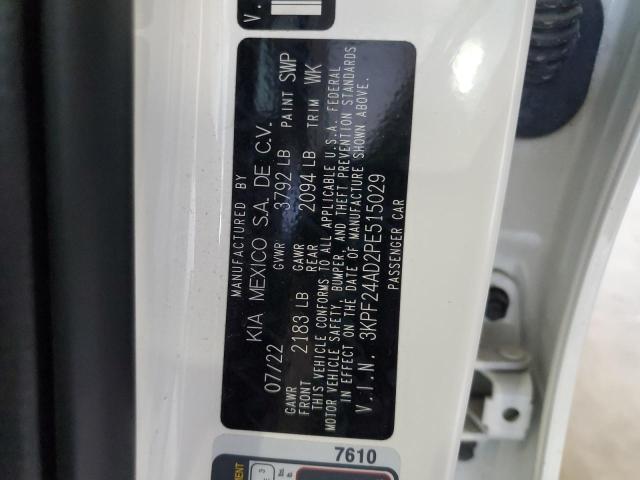 V.
MANUFACTURED BY
KIA MEXICO S.A. DE C.V.
07/22 GVWR 3792 LB PAINT SWP
GAWR FRONT 2183 LB GAWR REAR 2094 LB TRIM WK
THIS VEHICLE CONFORMS TO ALL APPLICABLE U.S.A. FEDERAL
MOTOR VEHICLE SAFETY, BUMPER, AND THEFT PREVENTION STANDARDS
IN EFFECT ON THE DATE OF MANUFACTURE SHOWN ABOVE.
V.I.N. 3KPF24AD2PE515029
PASSENGER CAR
7610